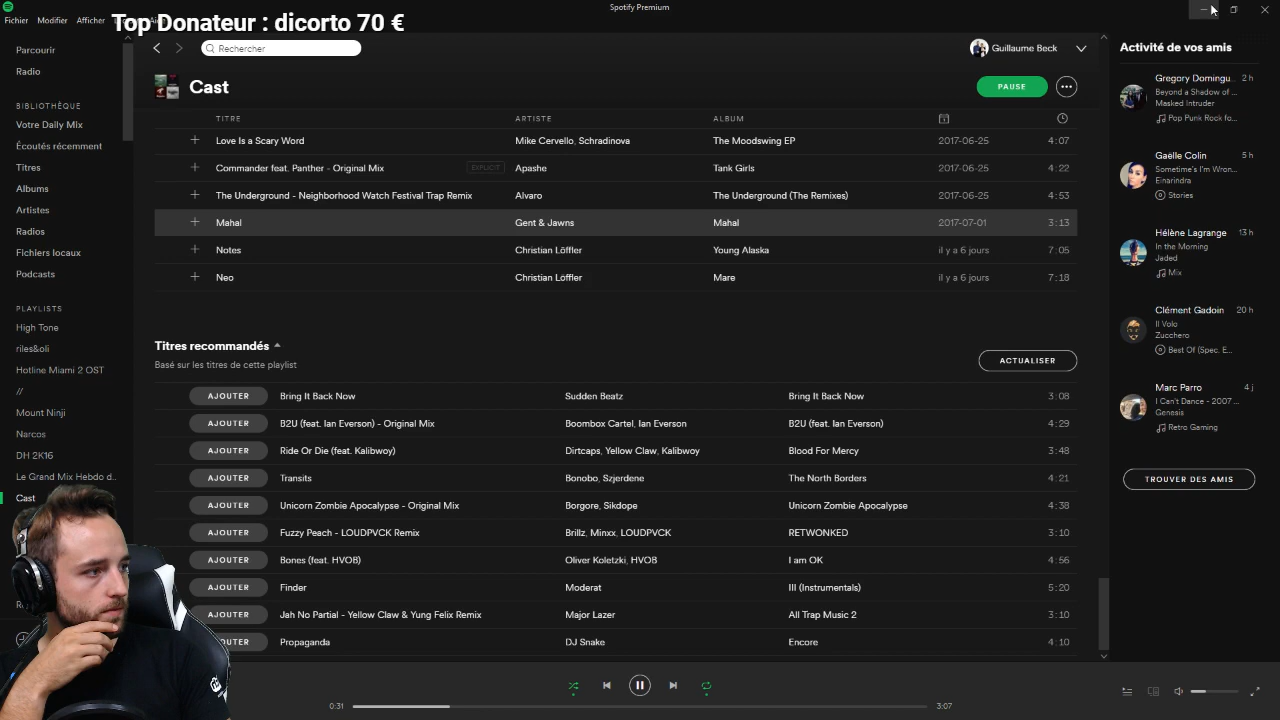 Spotify Premium
Fichier Modifier Afficher
Top Donateur : dicorto 70 €
Parcourir
Radio
BIBLIOTHÈQUE
Votre Daily Mix
Écoutés récemment
Titres
Albums
Artistes
Radios
Fichiers locaux
Podcasts
PLAYLISTS
High Tone
riles&oli
Hotline Miami 2 OST
//
Mount Ninji
Narcos
DH 2K16
Le Grand Mix Hebdo d..
Cast
Rechercher
Guillaume Beck
Cast
PAUSE
TITRE ARTISTE ALBUM
Love Is a Scary Word Mike Cervello, Schradinova The Moodswing EP 2017-06-25 4:07
Commander feat. Panther - Original Mix EXPLICIT Apashe Tank Girls 2017-06-25 4:22
The Underground - Neighborhood Watch Festival Trap Remix Alvaro The Underground (The Remixes) 2017-06-25 4:53
Mahal Gent & Jawns Mahal 2017-07-01 3:13
Notes Christian Löffler Young Alaska il y a 6 jours 7:05
Neo Christian Löffler Mare il y a 6 jours 7:18
Titres recommandés
Basé sur les titres de cette playlist
ACTUALISER
AJOUTER Bring It Back Now Sudden Beatz Bring It Back Now 3:08
AJOUTER B2U (feat. Ian Everson) - Original Mix Boombox Cartel, Ian Everson B2U (feat. Ian Everson) 4:29
AJOUTER Ride Or Die (feat. Kalibwoy) Dirtcaps, Yellow Claw, Kalibwoy Blood For Mercy 3:48
AJOUTER Transits Bonobo, Szjerdene The North Borders 4:21
AJOUTER Unicorn Zombie Apocalypse - Original Mix Borgore, Sikdope Unicorn Zombie Apocalypse 4:38
AJOUTER Fuzzy Peach - LOUDPVCK Remix Brillz, Minxx, LOUDPVCK RETWONKED 3:10
AJOUTER Bones (feat. HVOB) Oliver Koletzki, HVOB I am OK 4:56
AJOUTER Finder Moderat III (Instrumentals) 5:20
AJOUTER Jah No Partial - Yellow Claw & Yung Felix Remix Major Lazer All Trap Music 2 3:10
OUTER Propaganda DJ Snake Encore 4:10
Activité de vos amis
Gregory Domingu... 2 h
Beyond a Shadow of ...
Masked Intruder
Pop Punk Rock fo...
Gaëlle Colin 5 h
Sometimes I'm Wron...
Einarindra
Stories
Hélène Lagrange 13 h
In the Morning
Jaded
Mix
Clément Gadoin 20 h
Il Volo
Zucchero
Best Of (Spec. E...
Marc Parro 4 j
I Can't Dance - 2007 ...
Genesis
Retro Gaming
TROUVER DES AMIS
0:31 3:07